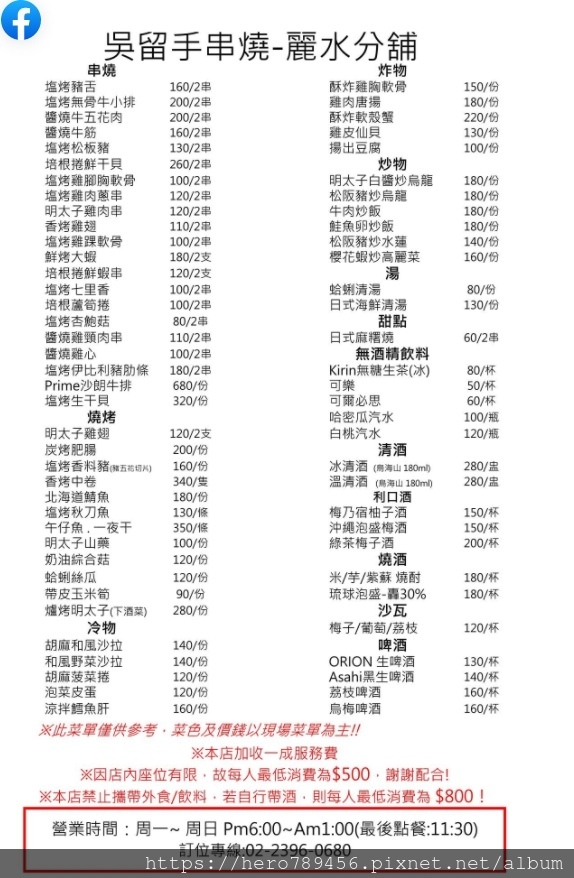 吳留手串燒-麗水分舖
串燒
塩烤豬舌 160/2串
塩烤無骨牛小排 200/2串
醬燒牛五花肉 200/2串
醬燒牛筋 160/2串
塩烤松板豬 130/2串
培根捲鮮干貝 260/2串
塩烤雞腳胸軟骨 100/2串
塩烤雞肉蔥串 120/2串
明太子雞肉串 120/2串
香烤雞翅 110/2串
塩烤雞踝軟骨 100/2串
鮮烤大蝦 180/2支
培根捲鮮蝦串 120/2支
塩烤七里香 100/2串
培根蘆筍捲 100/2串
塩烤杏鮑菇 80/2串
醬燒雞頸肉串 110/2串
醬燒雞心 100/2串
塩烤伊比利豬肋條 180/2串
Prime沙朗牛排 680/份
塩烤生干貝 320/份
燒烤
明太子雞翅 120/2支
炭烤肥腸 200/份
塩烤香料豬(豬五花切片) 160/份
香烤中卷 340/隻
北海道鯖魚 180/份
塩烤秋刀魚 130/條
午仔魚．一夜干 350/條
明太子山藥 100/份
奶油綜合菇 120/份
蛤蜊絲瓜 120/份
帶皮玉米筍 90/份
爐烤明太子(下酒菜) 280/份
冷物
胡麻和風沙拉 140/份
和風野菜沙拉 140/份
胡麻菠菜捲 120/份
泡菜皮蛋 120/份
涼拌鱈魚肝 160/份
炸物
酥炸雞胸軟骨 150/份
雞肉唐揚 180/份
酥炸軟殼蟹 220/份
雞皮仙貝 130/份
揚出豆腐 100/份
炒物
明太子白醬炒烏龍 180/份
松阪豬炒烏龍 180/份
牛肉炒飯 180/份
鮭魚卵炒飯 180/份
松阪豬炒水蓮 140/份
櫻花蝦炒高麗菜 160/份
湯
蛤蜊清湯 80/份
日式海鮮清湯 130/份
甜點
日式麻糬燒 60/2串
無酒精飲料
Kirin無糖生茶(冰) 80/杯
可樂 50/杯
可爾必思 60/杯
哈密瓜汽水 100/瓶
白桃汽水 120/瓶
清酒
冰清酒 (鳥海山 180ml) 280/盅
溫清酒 (鳥海山 180ml) 280/盅
利口酒
梅乃宿柚子酒 150/杯
沖繩泡盛梅酒 150/杯
綠茶梅子酒 200/杯
燒酒
米/芋/紫蘇 燒酎 180/杯
琉球泡盛-轟30% 180/杯
沙瓦
梅子/葡萄/荔枝 120/杯
啤酒
ORION 生啤酒 130/杯
Asahi黑生啤酒 140/杯
荔枝啤酒 160/杯
烏梅啤酒 160/杯
※此菜單僅供參考，菜色及價錢以現場菜單為主!!
※本店加收一成服務費
※因店內座位有限，故每人最低消費為$500，謝謝配合!
※本店禁止攜帶外食/飲料，若自行帶酒，則每人最低消費為 $800！
營業時間：周一~ 周日 Pm6:00~Am1:00(最後點餐:11:30)
訂位專線:02-2396-0680
https://hero789456.pixnet.net/album